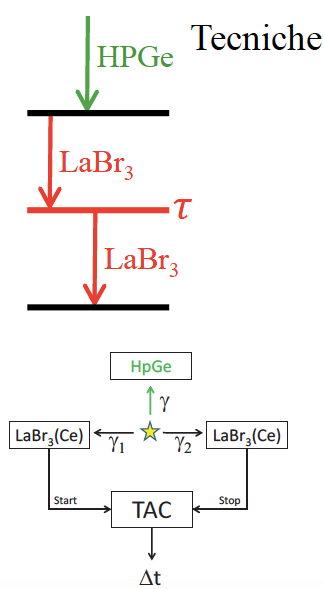 Tecniche
HPGe
LaBr₃
τ
LaBr₃
HpGe
γ
LaBr₃(Ce)
γ₁
γ₂
LaBr₃(Ce)
Start
Stop
TAC
Δt